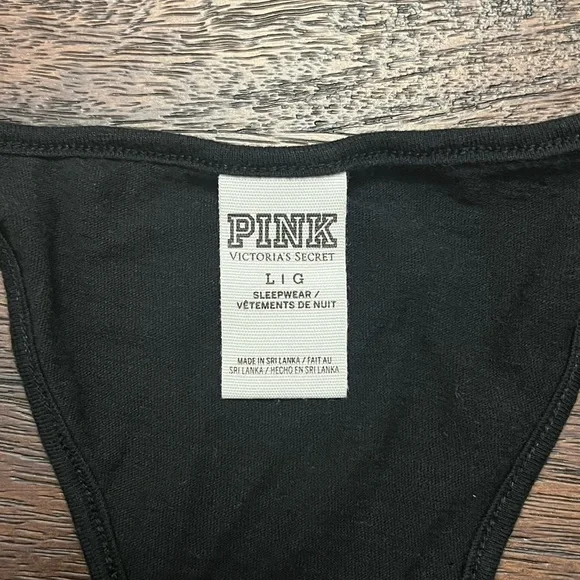 PINK
VICTORIA'S SECRET
L | G
SLEEPWEAR /
VÊTEMENTS DE NUIT
MADE IN SRI LANKA / FAIT AU
SRI LANKA / HECHO EN SRI LANKA